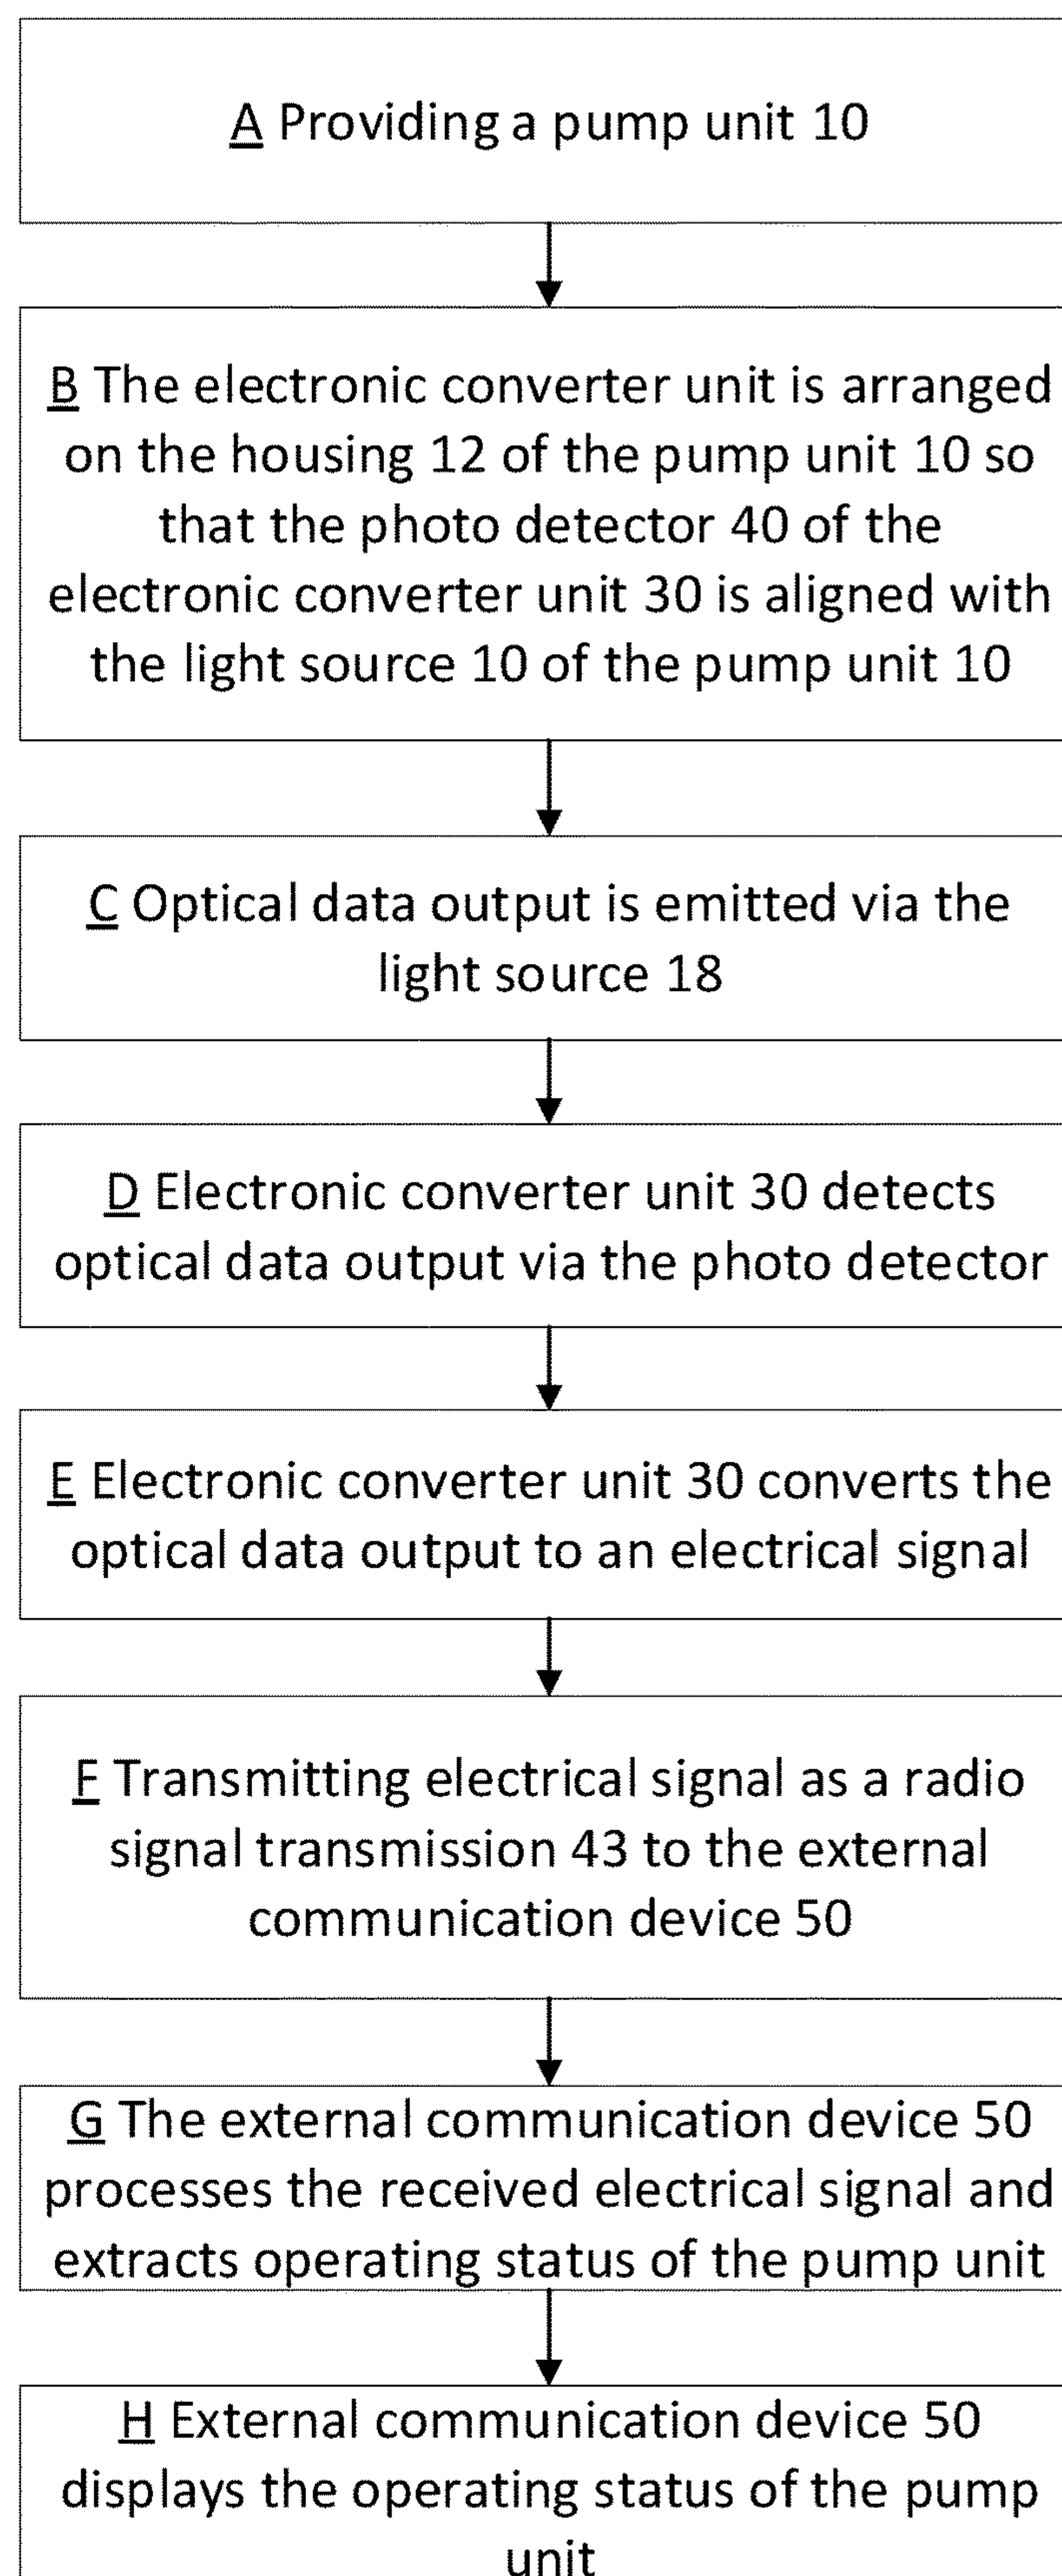 A Providing a pump unit 10
B The electronic converter unit is arranged
on the housing 12 of the pump unit 10 so
that the photo detector 40 of the
electronic converter unit 30 is aligned with
the light source 10 of the pump unit 10
C Optical data output is emitted via the
light source 18
D Electronic converter unit 30 detects
optical data output via the photo detector
E Electronic converter unit 30 converts the
optical data output to an electrical signal
F Transmitting electrical signal as a radio
signal transmission 43 to the external
communication device 50
G The external communication device 50
processes the received electrical signal and
extracts operating status of the pump unit
H External communication device 50
displays the operating status of the pump
unit